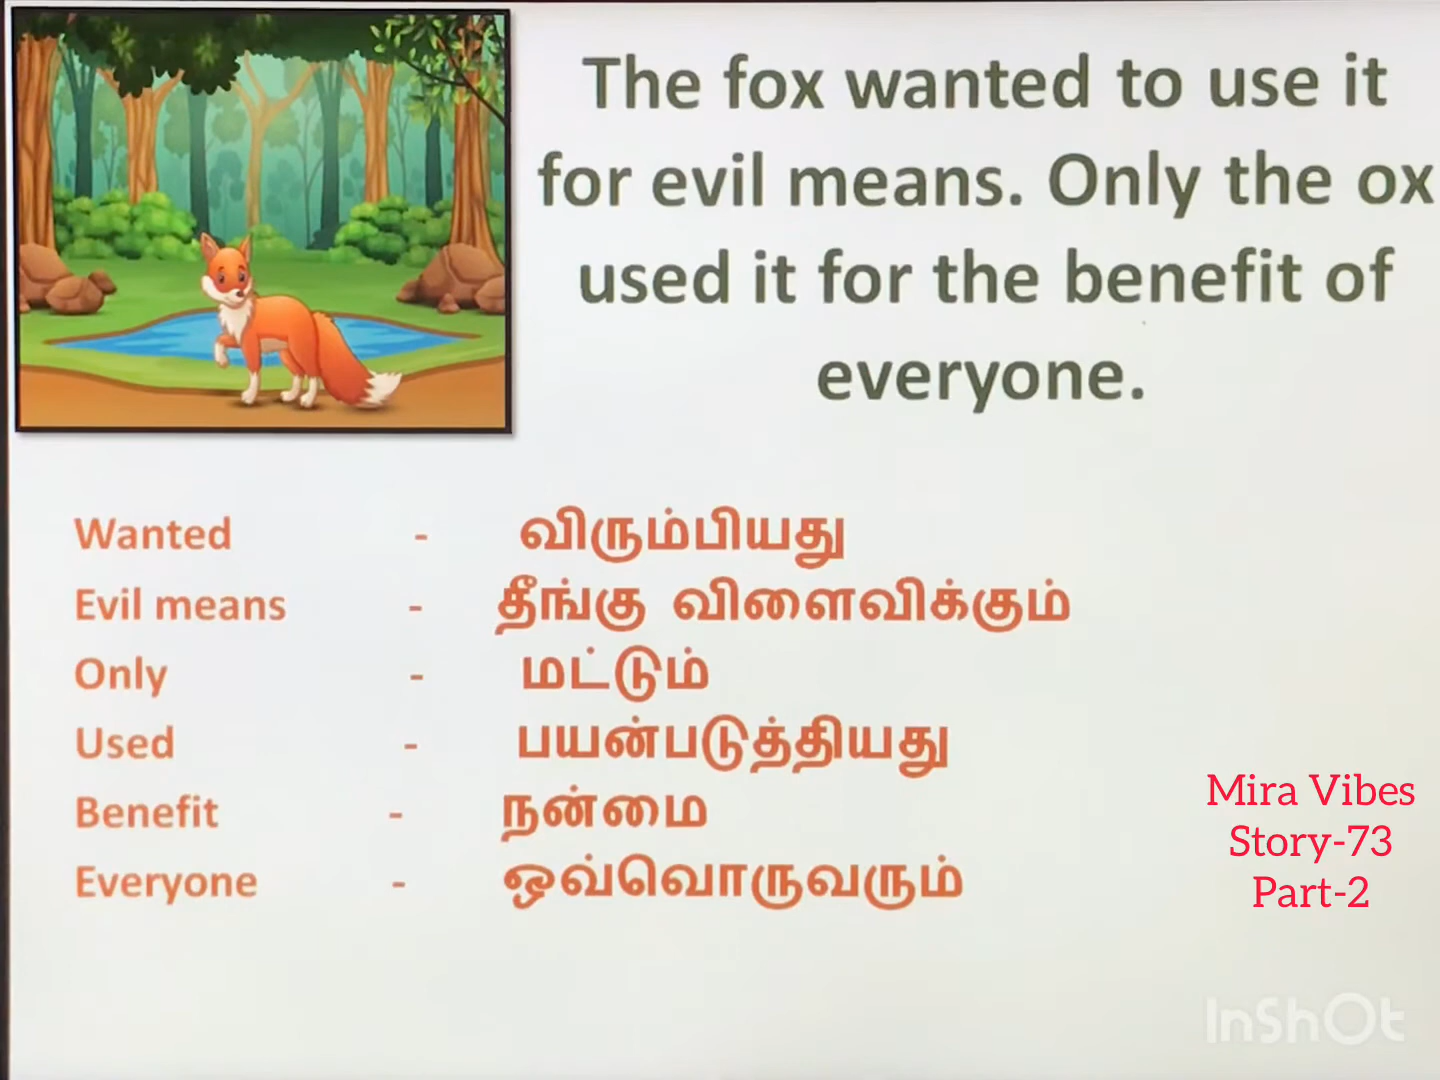 The fox wanted to use it
for evil means. Only the ox
used it for the benefit of
everyone.
Wanted - விரும்பியது
Evil means - தீங்கு விளைவிக்கும்
Only - மட்டும்
Used - பயன்படுத்தியது
Benefit - நன்மை
Everyone - ஒவ்வொருவரும்
Mira Vibes
Story-73
Part-2
InShOt